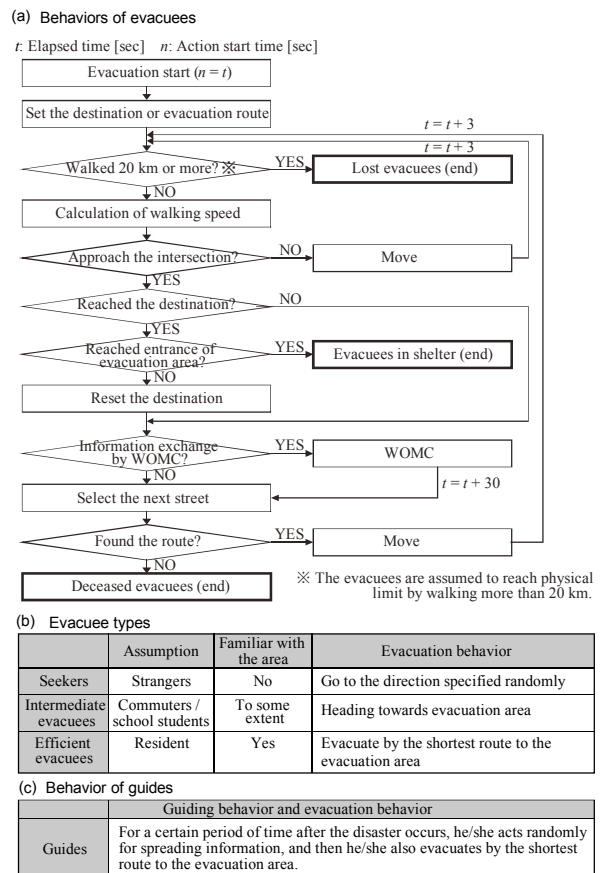 (a) Behaviors of evacuees
t: Elapsed time [sec] n: Action start time [sec]
Evacuation start (n = t)
Set the destination or evacuation route
t = t + 3
t = t + 3
Walked 20 km or more?※
YES
Lost evacuees (end)
NO
Calculation of walking speed
Approach the intersection?
NO
Move
YES
Reached the destination?
NO
YES
Reached entrance of
evacuation area?
YES
Evacuees in shelter (end)
NO
Reset the destination
Information exchange
by WOMC?
YES
WOMC
NO
t = t + 30
Select the next street
Found the route?
YES
Move
NO
Deceased evacuees (end)
※ The evacuees are assumed to reach physical
limit by walking more than 20 km.
(b) Evacuee types
Assumption
Familiar with
the area
Evacuation behavior
Seekers
Strangers
No
Go to the direction specified randomly
Intermediate
evacuees
Commuters /
school students
To some
extent
Heading towards evacuation area
Efficient
evacuees
Resident
Yes
Evacuate by the shortest route to the
evacuation area
(c) Behavior of guides
Guiding behavior and evacuation behavior
Guides
For a certain period of time after the disaster occurs, he/she acts randomly
for spreading information, and then he/she also evacuates by the shortest
route to the evacuation area.